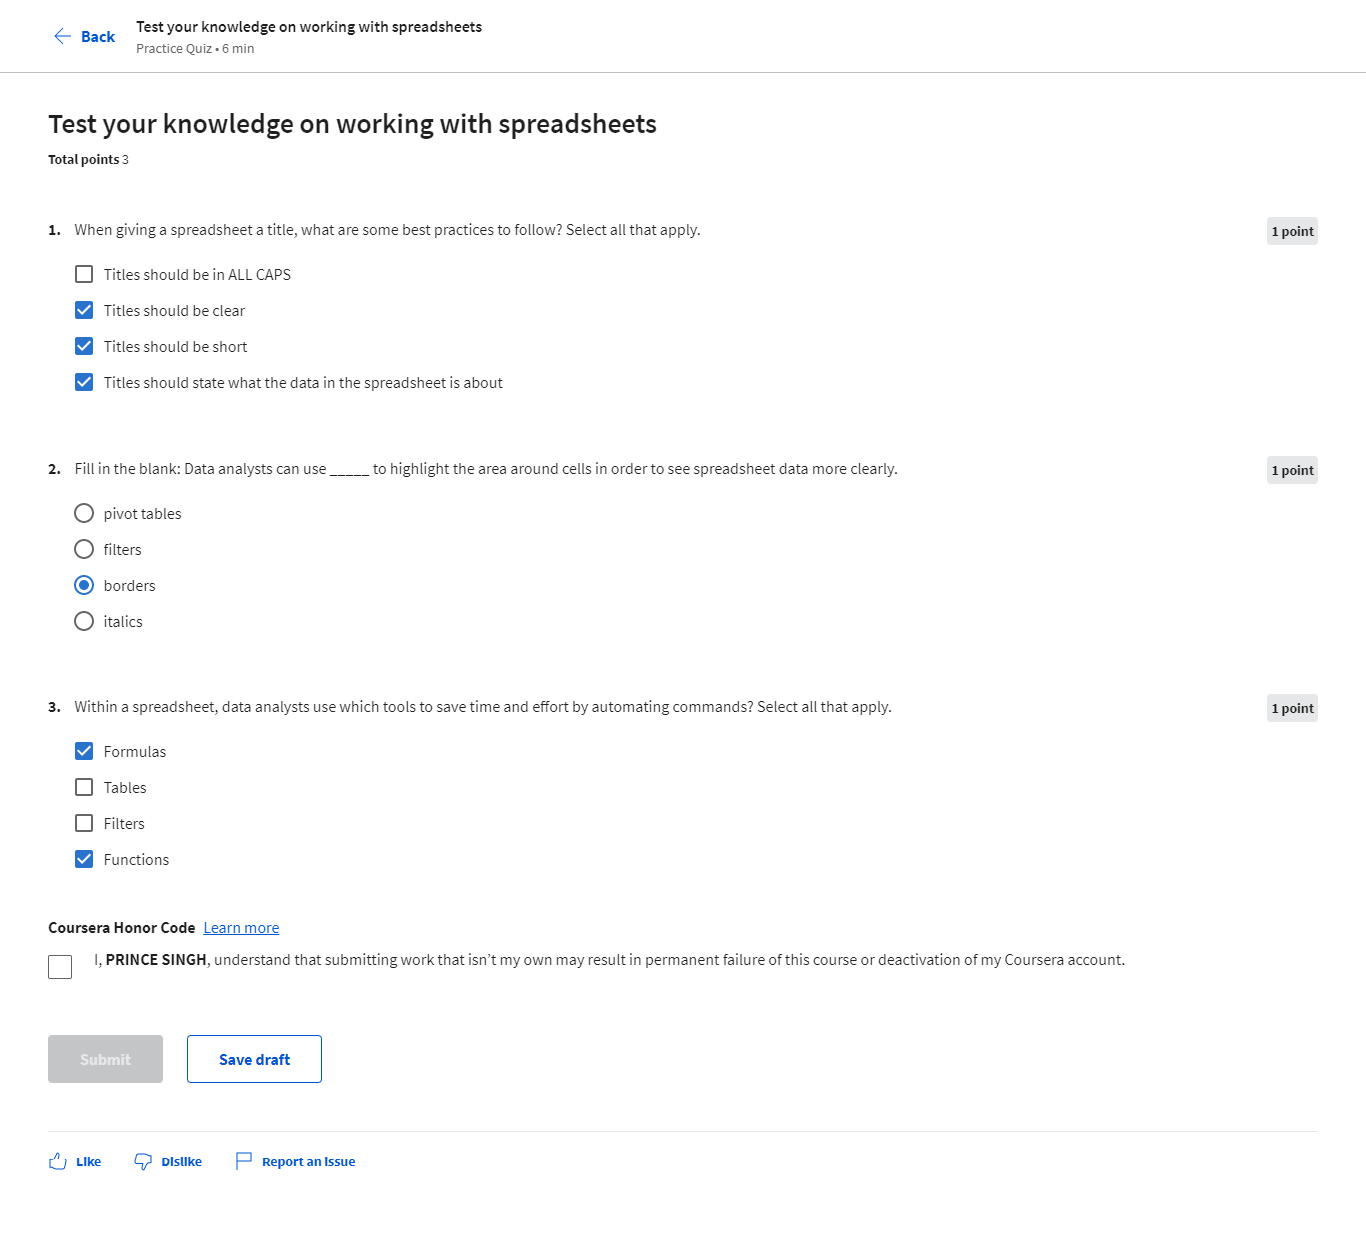 Back
Test your knowledge on working with spreadsheets
Practice Quiz • 6 min
Test your knowledge on working with spreadsheets
Total points 3
1. When giving a spreadsheet a title, what are some best practices to follow? Select all that apply.
1 point
Titles should be in ALL CAPS
Titles should be clear
Titles should be short
Titles should state what the data in the spreadsheet is about
2. Fill in the blank: Data analysts can use _____ to highlight the area around cells in order to see spreadsheet data more clearly.
1 point
pivot tables
filters
borders
italics
3. Within a spreadsheet, data analysts use which tools to save time and effort by automating commands? Select all that apply.
1 point
Formulas
Tables
Filters
Functions
Coursera Honor Code Learn more
I, PRINCE SINGH, understand that submitting work that isn’t my own may result in permanent failure of this course or deactivation of my Coursera account.
Submit
Save draft
Like
Dislike
Report an Issue